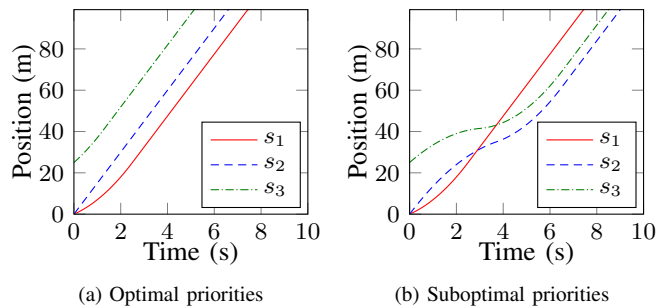 80
60
40
20
0
Position (m)
0 2 4 6 8 10
Time (s)
s1
s2
s3
(a) Optimal priorities
80
60
40
20
0
Position (m)
0 2 4 6 8 10
Time (s)
s1
s2
s3
(b) Suboptimal priorities